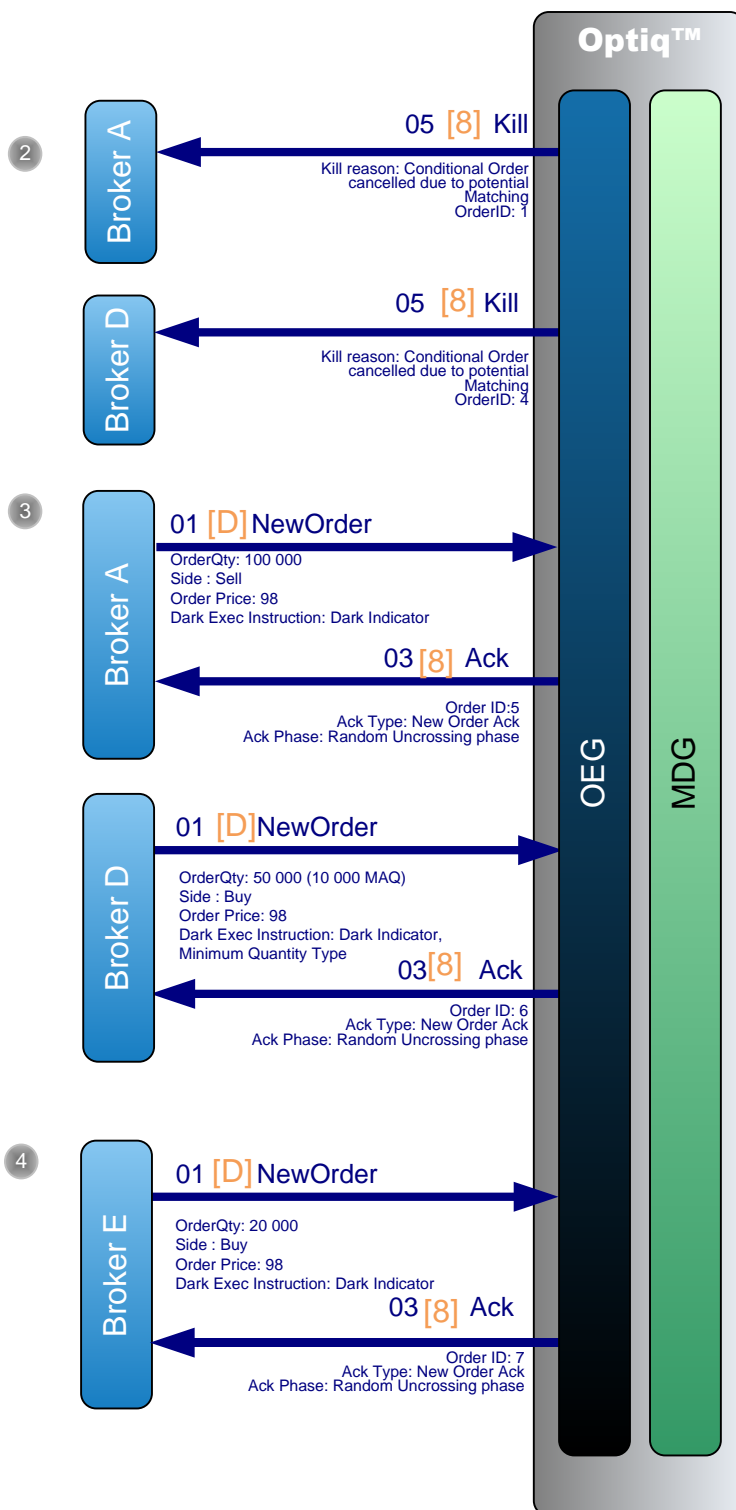 Optiq™
OEG
MDG
2
Broker A
05 [8] Kill
Kill reason: Conditional Order
cancelled due to potential
Matching
OrderID: 1
Broker D
05 [8] Kill
Kill reason: Conditional Order
cancelled due to potential
Matching
OrderID: 4
3
Broker A
01 [D] NewOrder
OrderQty: 100 000
Side : Sell
Order Price: 98
Dark Exec Instruction: Dark Indicator
03 [8] Ack
Order ID:5
Ack Type: New Order Ack
Ack Phase: Random Uncrossing phase
Broker D
01 [D] NewOrder
OrderQty: 50 000 (10 000 MAQ)
Side : Buy
Order Price: 98
Dark Exec Instruction: Dark Indicator,
Minimum Quantity Type
03 [8] Ack
Order ID: 6
Ack Type: New Order Ack
Ack Phase: Random Uncrossing phase
4
Broker E
01 [D] NewOrder
OrderQty: 20 000
Side : Buy
Order Price: 98
Dark Exec Instruction: Dark Indicator
03 [8] Ack
Order ID: 7
Ack Type: New Order Ack
Ack Phase: Random Uncrossing phase